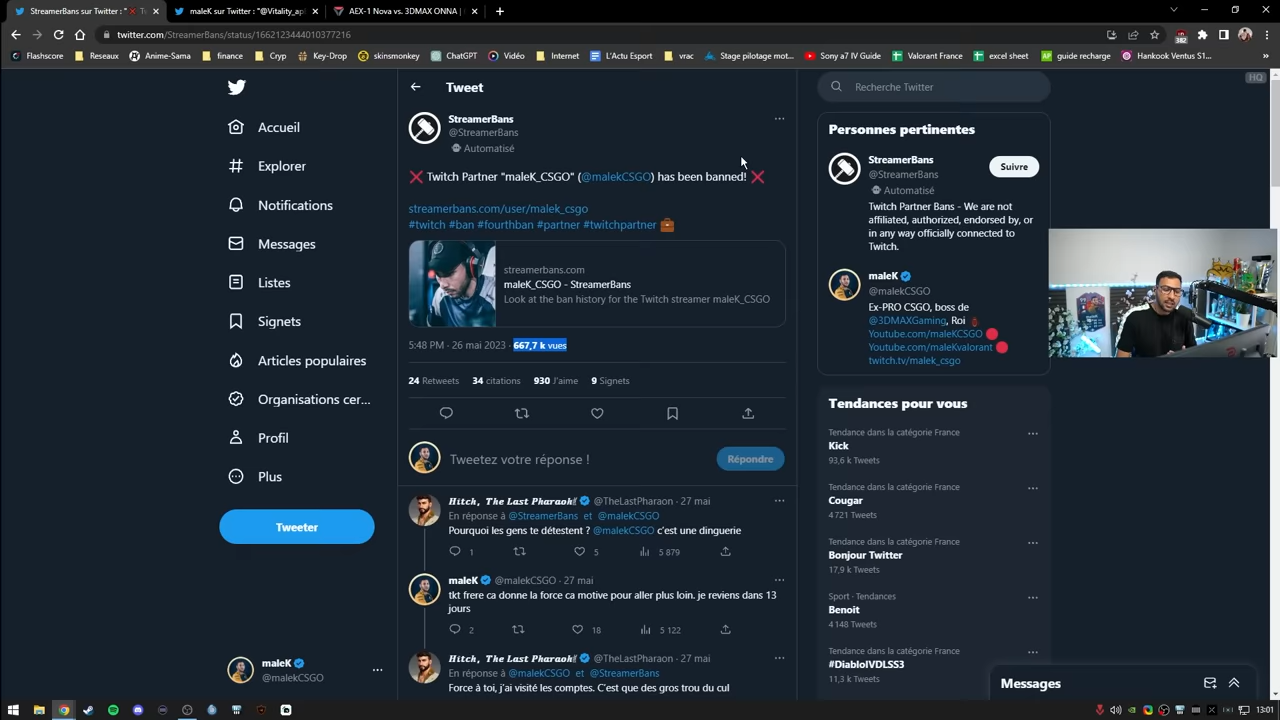 StreamerBans sur Twitter : "❌ Tw
maleK sur Twitter : "@Vitality_apE
AEX-1 Nova vs. 3DMAX ONNA |
twitter.com/StreamerBans/status/1662123444010377216
382
Flashscore
Reseaux
Anime-Sama
finance
Key-Drop
skinsmonkey
ChatGPT
Vidéo
Internet
L'Actu Esport
vrac
Stage pilotage mot...
Sony a7 IV Guide
Valorant France
excel sheet
guide recharge
Hankook Ventus S1...
HQ
Accueil
Explorer
Notifications
Messages
Listes
Signets
Articles populaires
Organisations cer...
Profil
Plus
Tweeter
maleK
@malekCSGO
Tweet
StreamerBans
@StreamerBans
Automatisé
❌ Twitch Partner "maleK_CSGO" (@malekCSGO) has been banned! ❌
streamerbans.com/user/malek_csgo
#twitch #ban #fourthban #partner #twitchpartner 💼
streamerbans.com
maleK_CSGO - StreamerBans
Look at the ban history for the Twitch streamer maleK_CSGO
5:48 PM · 26 mai 2023 · 667,7 k vues
24 Retweets 34 citations 930 J'aime 9 Signets
Tweetez votre réponse !
Répondre
Hitch, The Last Pharaoh @TheLastPharaon · 27 mai
En réponse à @StreamerBans et @malekCSGO
Pourquoi les gens te détestent ? @malekCSGO c'est une dinguerie
1 5 5 879
maleK @malekCSGO · 27 mai
tkt frere ca donne la force ca motive pour aller plus loin. je reviens dans 13
jours
2 18 5 122
Hitch, The Last Pharaoh @TheLastPharaon · 27 mai
En réponse à @malekCSGO et @StreamerBans
Force à toi, j'ai visité les comptes. C'est que des gros trou du cul
Recherche Twitter
Personnes pertinentes
StreamerBans
@StreamerBans
Automatisé
Suivre
Twitch Partner Bans - We are not
affiliated, authorized, endorsed by, or
in any way officially connected to
Twitch.
maleK
@malekCSGO
Ex-PRO CSGO, boss de
@3DMAXGaming, Roi
Youtube.com/maleKCSGO
Youtube.com/maleKvalorant
twitch.tv/malek_csgo
Tendances pour vous
Tendance dans la catégorie France
Kick
93,6 k Tweets
Tendance dans la catégorie France
Cougar
4 721 Tweets
Tendance dans la catégorie France
Bonjour Twitter
17,9 k Tweets
Sport · Tendances
Benoit
4 148 Tweets
Tendance dans la catégorie France
#DiabloIVDLSS3
11,3 k Tweets
Messages
13:01